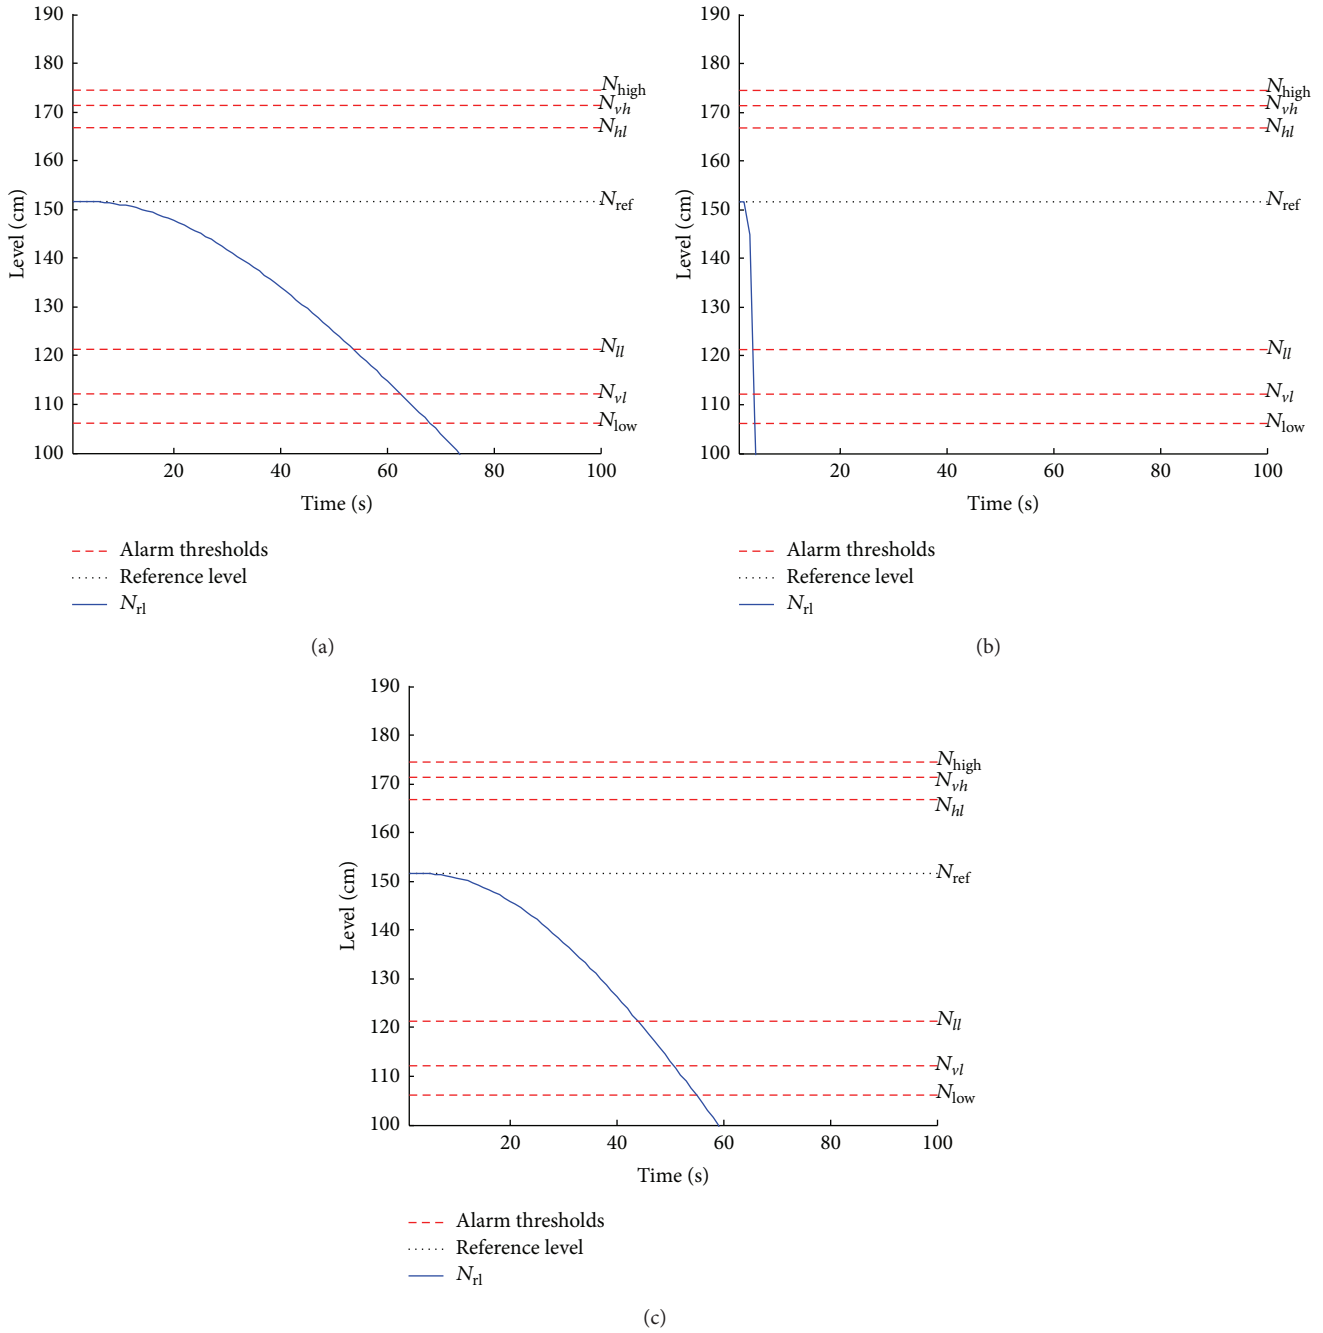 190
180
170
160
150
140
130
120
110
100
Level (cm)
N_high
N_vh
N_hl
N_ref
N_ll
N_vl
N_low
20 40 60 80 100
Time (s)
Alarm thresholds
Reference level
N_rl
(a)
190
180
170
160
150
140
130
120
110
100
Level (cm)
N_high
N_vh
N_hl
N_ref
N_ll
N_vl
N_low
20 40 60 80 100
Time (s)
Alarm thresholds
Reference level
N_rl
(b)
190
180
170
160
150
140
130
120
110
100
Level (cm)
N_high
N_vh
N_hl
N_ref
N_ll
N_vl
N_low
20 40 60 80 100
Time (s)
Alarm thresholds
Reference level
N_rl
(c)